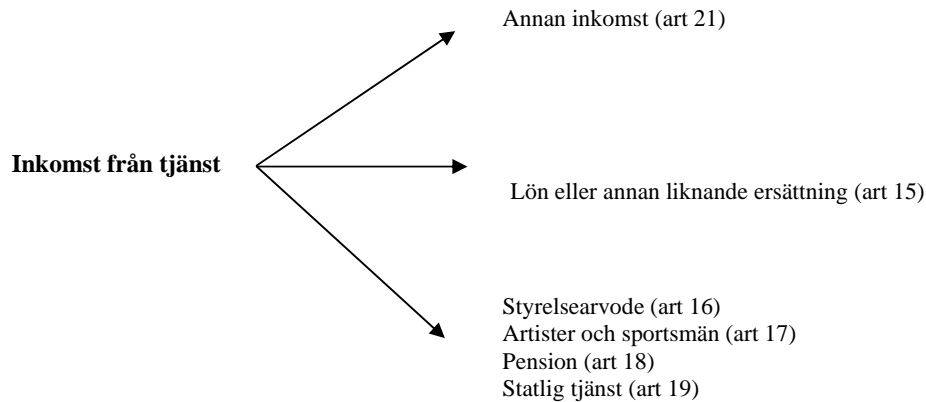 Annan inkomst (art 21)
Inkomst från tjänst
Lön eller annan liknande ersättning (art 15)
Styrelsearvode (art 16)
Artister och sportsmän (art 17)
Pension (art 18)
Statlig tjänst (art 19)